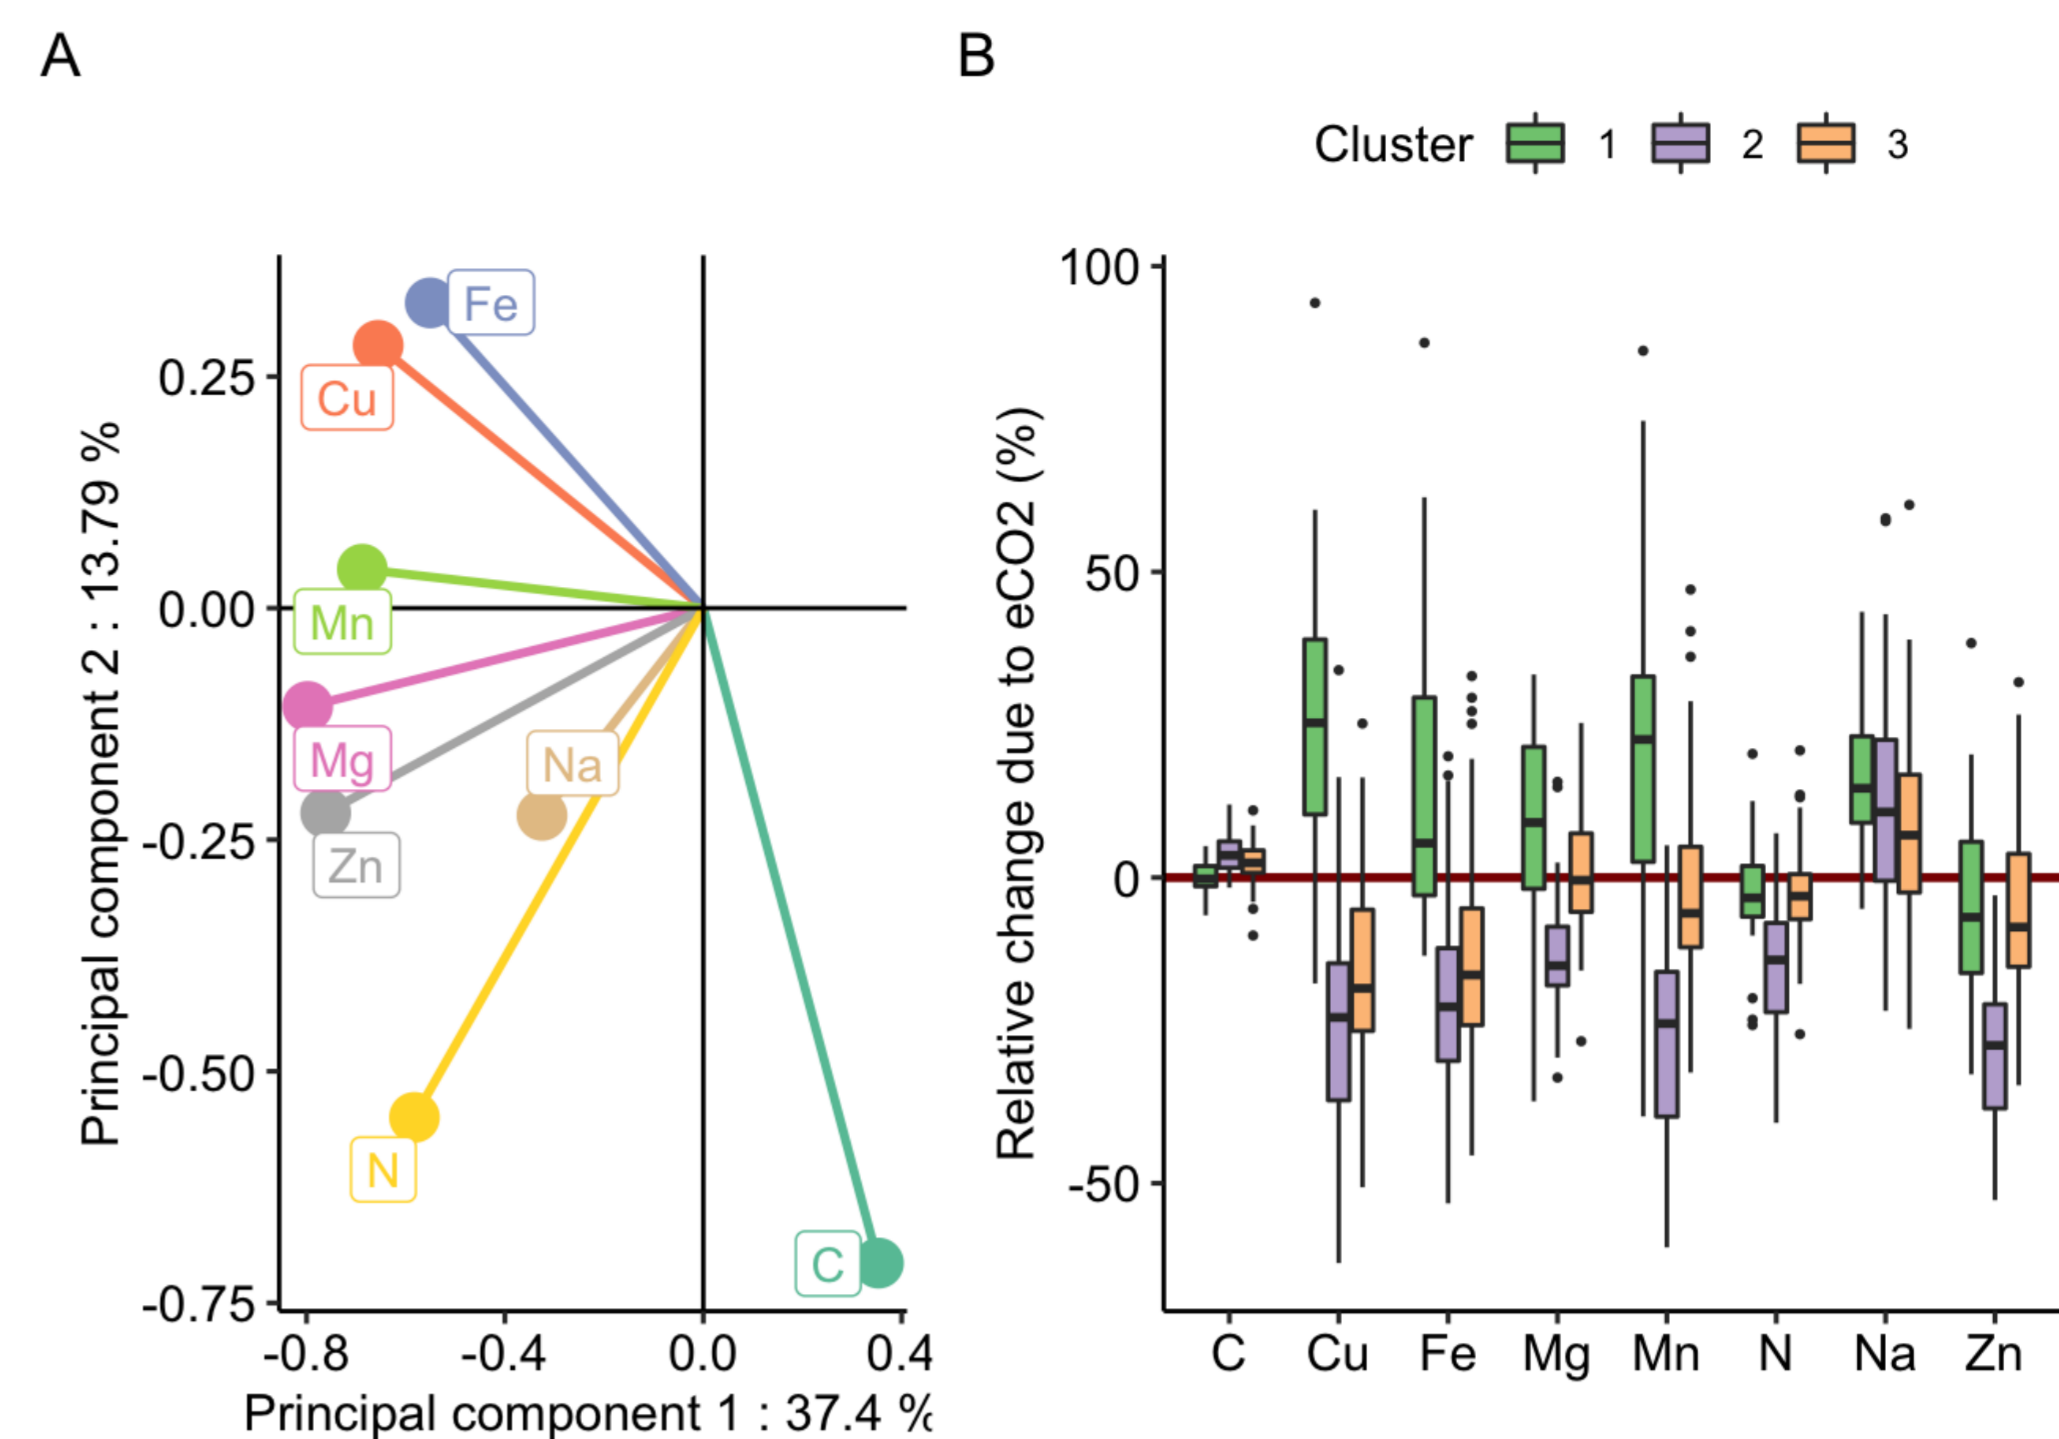 A
B
Cluster 1 2 3
Principal component 2 : 13.79 %
0.25
0.00
-0.25
-0.50
-0.75
Fe
Cu
Mn
Mg
Na
Zn
N
C
-0.8 -0.4 0.0 0.4
Principal component 1 : 37.4 %
Relative change due to eCO2 (%)
100
50
0
-50
C Cu Fe Mg Mn N Na Zn